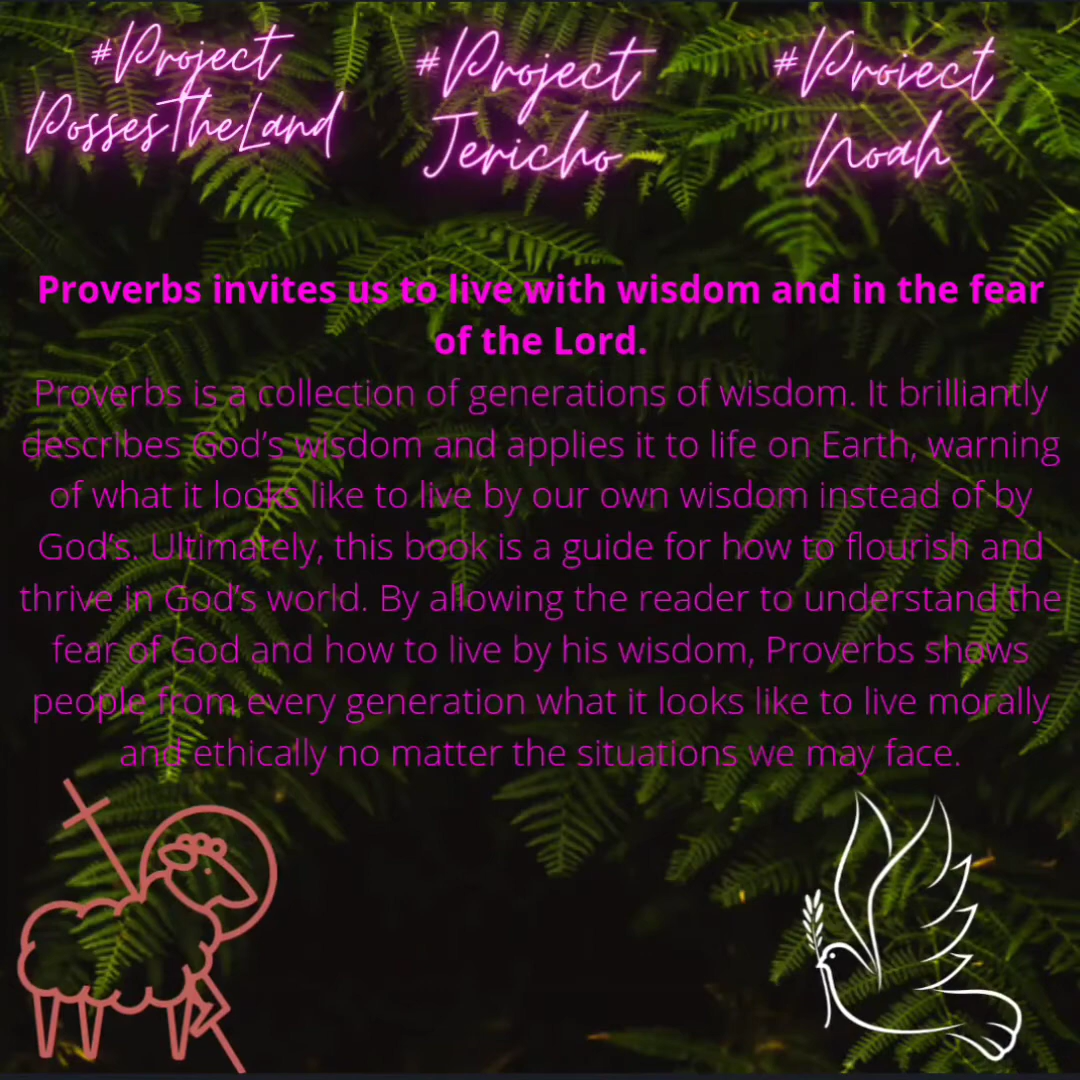 #Project
PossesTheLand
#Project
Jericho
#Project
Noah
Proverbs invites us to live with wisdom and in the fear
of the Lord.
Proverbs is a collection of generations of wisdom. It brilliantly
describes God’s wisdom and applies it to life on Earth, warning
of what it looks like to live by our own wisdom instead of by
God’s. Ultimately, this book is a guide for how to flourish and
thrive in God’s world. By allowing the reader to understand the
fear of God and how to live by his wisdom, Proverbs shows
people from every generation what it looks like to live morally
and ethically no matter the situations we may face.